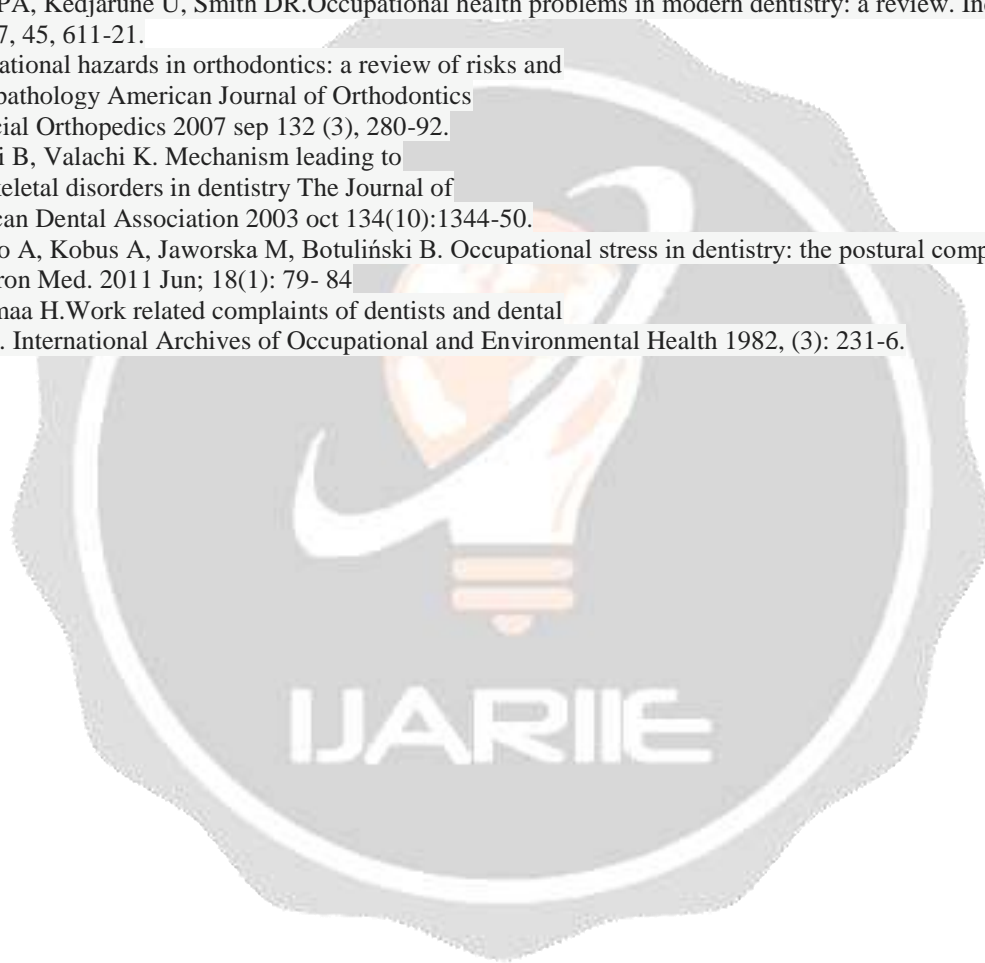 PA, Kedjarune U, Smith DR.Occupational health problems in modern dentistry: a review.
7, 45, 611-21.
ational hazards in orthodontics: a review of risks and
pathology American Journal of Orthodontics
cial Orthopedics 2007 sep 132 (3), 280-92.
i B, Valachi K. Mechanism leading to
eletal disorders in dentistry The Journal of
can Dental Association 2003 oct 134(10):1344-50.
o A, Kobus A, Jaworska M, Botuliński B. Occupational stress in dentistry: the postural comp
ron Med. 2011 Jun; 18(1): 79- 84
maa H.Work related complaints of dentists and dental
. International Archives of Occupational and Environmental Health 1982, (3): 231-6.
IJARIIE